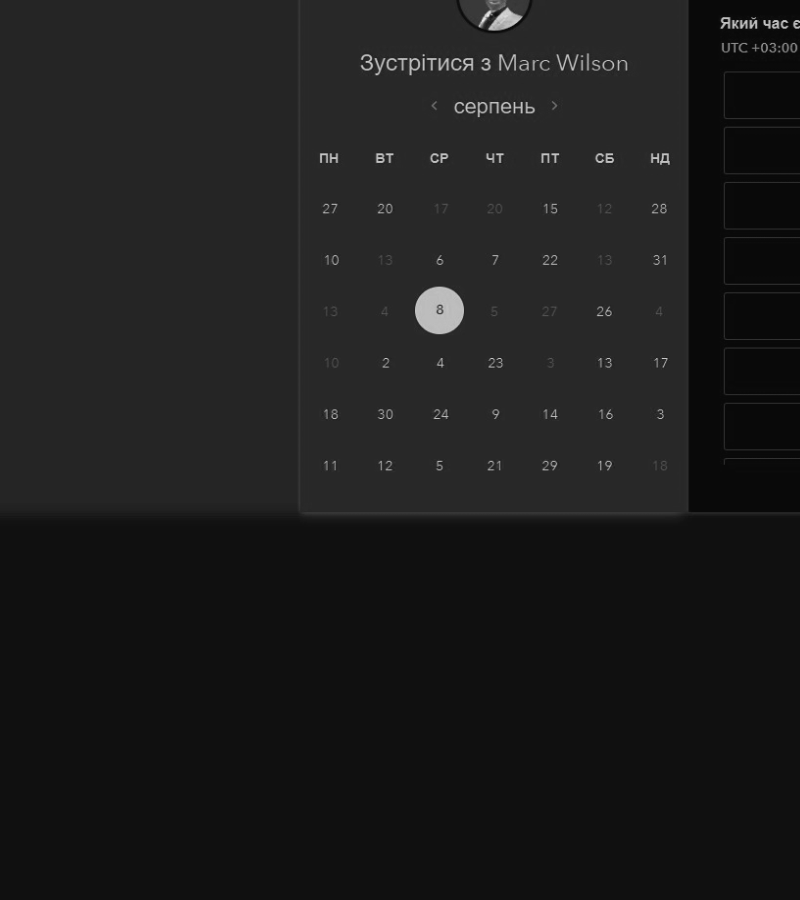 Зустрітися з Marc Wilson
серпень
ПН ВТ СР ЧТ ПТ СБ НД
27 20 17 20 15 12 28
10 13 6 7 22 13 31
13 4 8 5 27 26 4
10 2 4 23 3 13 17
18 30 24 9 14 16 3
11 12 5 21 29 19 18
Який час є
UTC +03:00